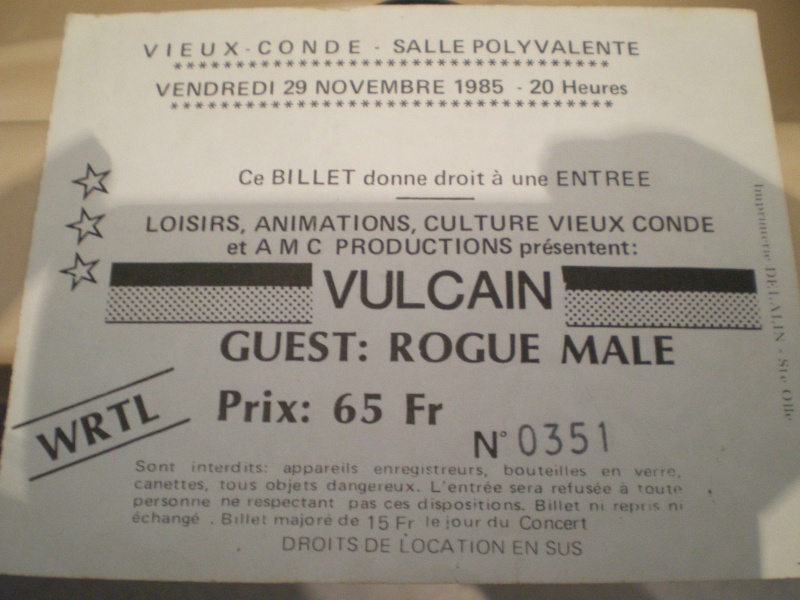 VIEUX-CONDE - SALLE POLYVALENTE
**********************************
VENDREDI 29 NOVEMBRE 1985 - 20 Heures
**********************************
Ce BILLET donne droit à une ENTREE
LOISIRS, ANIMATIONS, CULTURE VIEUX CONDE
et A M C PRODUCTIONS présentent:
VULCAIN
GUEST: ROGUE MALE
WRTL
Prix: 65 Fr
N° 0351
Sont interdits: appareils enregistreurs, bouteilles en verre,
canettes, tous objets dangereux. L'entrée sera refusée à toute
personne ne respectant pas ces dispositions. Billet ni repris ni
échangé . Billet majoré de 15 Fr le jour du Concert
DROITS DE LOCATION EN SUS
Imprimerie DELALIN - Ste Olle